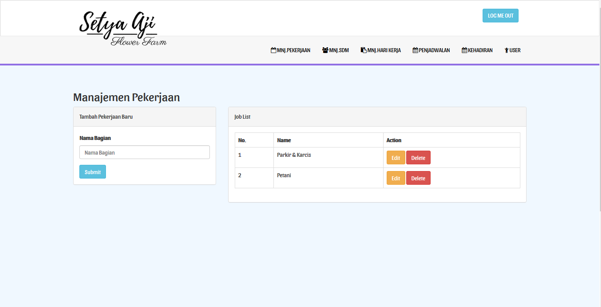 Setya Aji
Flower Farm
LOG ME OUT
MNJ.PEKERJAAN MNJ.SDM MNJ.HARI KERJA PENJADWALAN KEHADIRAN USER
Manajemen Pekerjaan
Tambah Pekerjaan Baru
Nama Bagian
Nama Bagian
Submit
Job List
No. Name Action
1 Parkir & Karcis Edit Delete
2 Petani Edit Delete